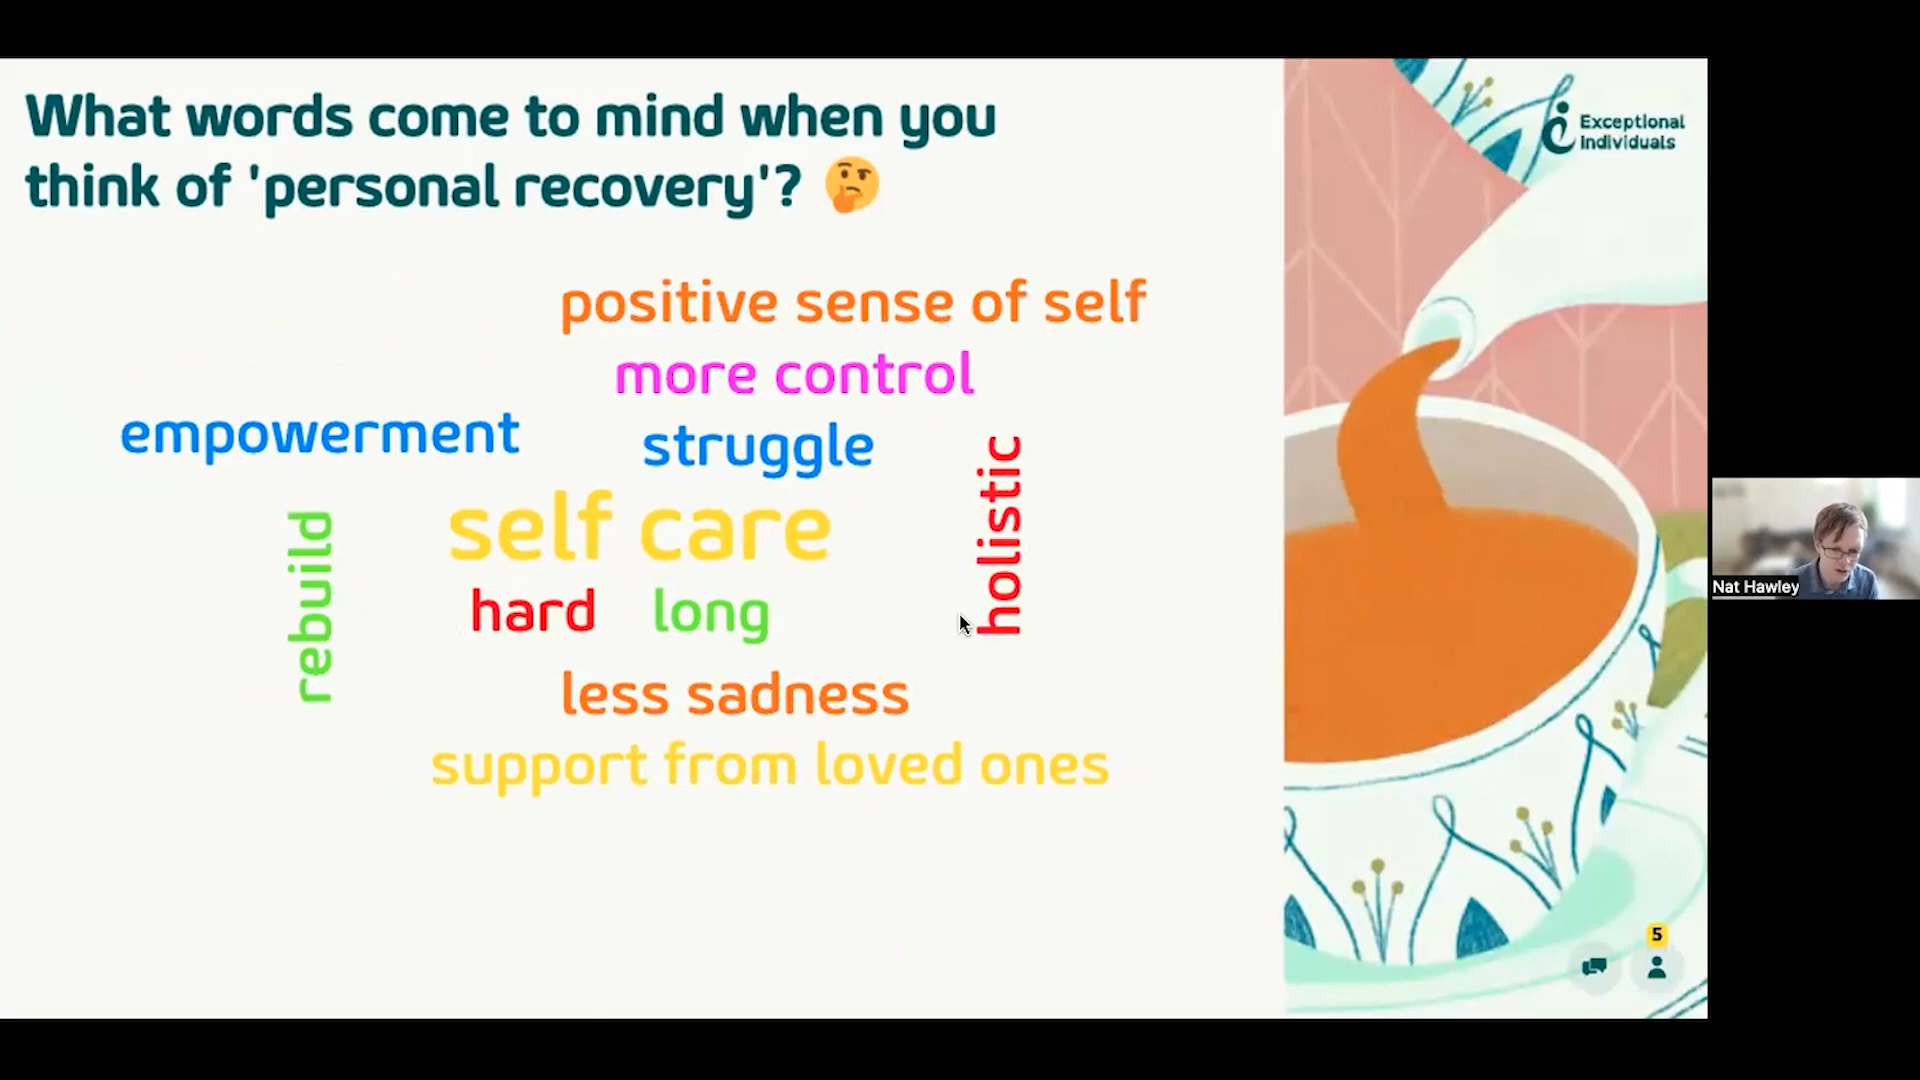 What words come to mind when you
think of 'personal recovery'? 🤔
Exceptional
Individuals
positive sense of self
more control
empowerment
struggle
holistic
self care
rebuild
hard
long
less sadness
support from loved ones
Nat Hawley
5